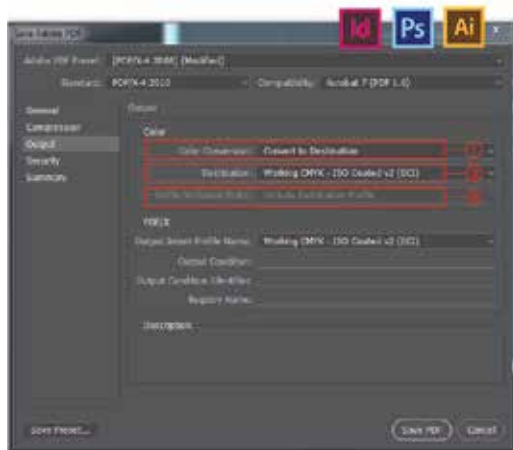 Id Ps Ai
Save Adobe PDF
Adobe PDF Preset: [PDF/X-4 2008] (Modified)
Standard: PDF/X-4 2010 Compatibility: Acrobat 7 (PDF 1.6)
General
Compression
Output
Security
Summary
Output
Color
Color Conversion: Convert to Destination
Destination: Working CMYK - ISO Coated v2 (ECI)
Profile Inclusion Policy: Include Destination Profile
PDF/X
Output Intent Profile Name: Working CMYK - ISO Coated v2 (ECI)
Output Condition:
Output Condition Identifier:
Registry Name:
Description
Save Preset... Save PDF Cancel